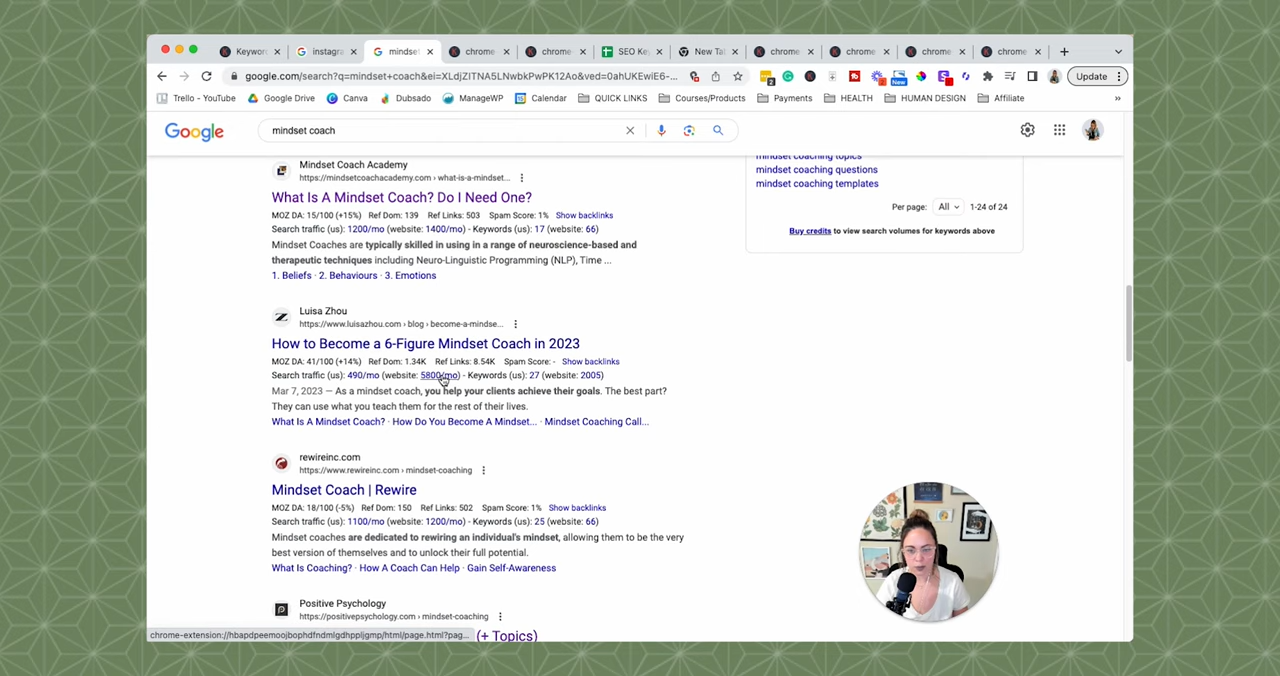 Keywor
instagra
mindse
chrome
chrome
SEO Ke
New Ta
chrome
chrome
chrome
chrome
google.com/search?q=mindset+coach&ei=XLdjZITNA5LNwbkPwPK12Ao&ved=0ahUKEwiE6-...
2
New
Update
Trello - YouTube
Google Drive
Canva
Dubsado
ManageWP
Calendar
QUICK LINKS
Courses/Products
Payments
HEALTH
HUMAN DESIGN
Affiliate
»
Google
mindset coach
Mindset Coach Academy
https://mindsetcoachacademy.com › what-is-a-mindset...
What Is A Mindset Coach? Do I Need One?
MOZ DA: 15/100 (+15%) Ref Dom: 139 Ref Links: 503 Spam Score: 1% Show backlinks
Search traffic (us): 1200/mo (website: 1400/mo) - Keywords (us): 17 (website: 66)
Mindset Coaches are typically skilled in using in a range of neuroscience-based and
therapeutic techniques including Neuro-Linguistic Programming (NLP), Time ...
1. Beliefs · 2. Behaviours · 3. Emotions
Luisa Zhou
https://www.luisazhou.com › blog › become-a-mindse...
How to Become a 6-Figure Mindset Coach in 2023
MOZ DA: 41/100 (+14%) Ref Dom: 1.34K Ref Links: 8.54K Spam Score: - Show backlinks
Search traffic (us): 490/mo (website: 5800/mo) - Keywords (us): 27 (website: 2005)
Mar 7, 2023 — As a mindset coach, you help your clients achieve their goals. The best part?
They can use what you teach them for the rest of their lives.
What Is A Mindset Coach? · How Do You Become A Mindset... · Mindset Coaching Call...
rewireinc.com
https://www.rewireinc.com › mindset-coaching
Mindset Coach | Rewire
MOZ DA: 18/100 (-5%) Ref Dom: 150 Ref Links: 502 Spam Score: 1% Show backlinks
Search traffic (us): 1100/mo (website: 1200/mo) - Keywords (us): 25 (website: 66)
Mindset coaches are dedicated to rewiring an individual's mindset, allowing them to be the very
best version of themselves and to unlock their full potential.
What Is Coaching? · How A Coach Can Help · Gain Self-Awareness
Positive Psychology
https://positivepsychology.com › mindset-coaching
(+ Topics)
mindset coaching topics
mindset coaching questions
mindset coaching templates
Per page: All 1-24 of 24
Buy credits to view search volumes for keywords above
chrome-extension://hbapdpeemoojbophdfndmlgdhppljgmp/html/page.html?pag...